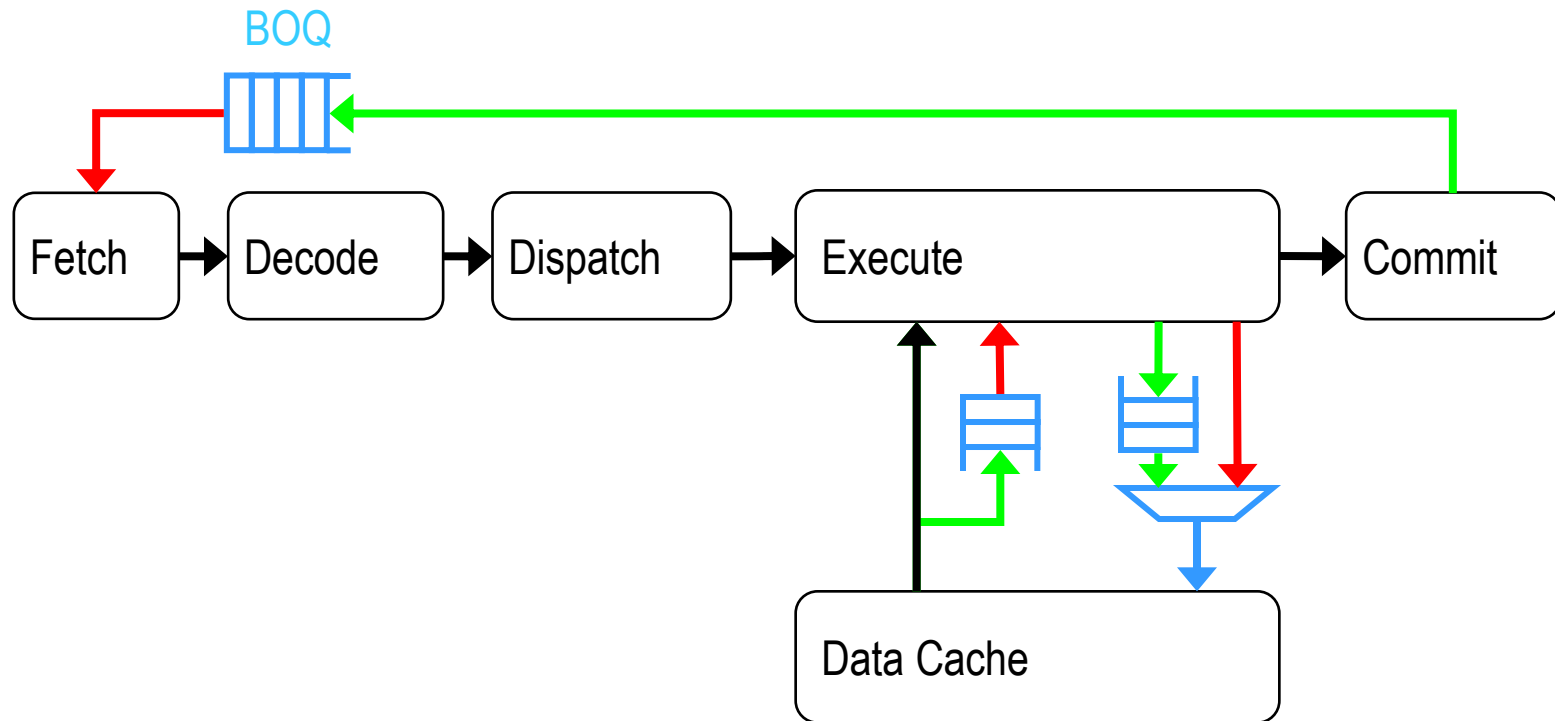 BOQ
Fetch
Decode
Dispatch
Execute
Commit
Data Cache